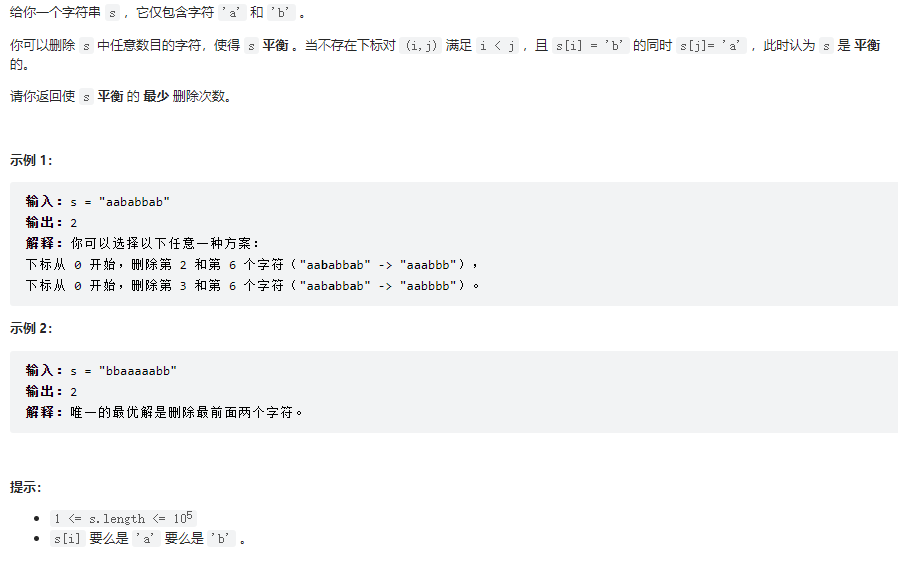 给你一个字符串 s ，它仅包含字符 'a' 和 'b' 。
你可以删除 s 中任意数目的字符，使得 s 平衡 。当不存在下标对 (i,j) 满足 i < j ，且 s[i] = 'b' 的同时 s[j]= 'a' ，此时认为 s 是 平衡
的。
请你返回使 s 平衡 的 最少 删除次数。
示例 1：
输入：s = "aababbab"
输出：2
解释：你可以选择以下任意一种方案：
下标从 0 开始，删除第 2 和第 6 个字符（"aababbab" -> "aaabbb"），
下标从 0 开始，删除第 3 和第 6 个字符（"aababbab" -> "aabbbb"）。
示例 2：
输入：s = "bbaaaaabb"
输出：2
解释：唯一的最优解是删除最前面两个字符。
提示：
1 <= s.length <= 10⁵
s[i] 要么是 'a' 要么是 'b' 。